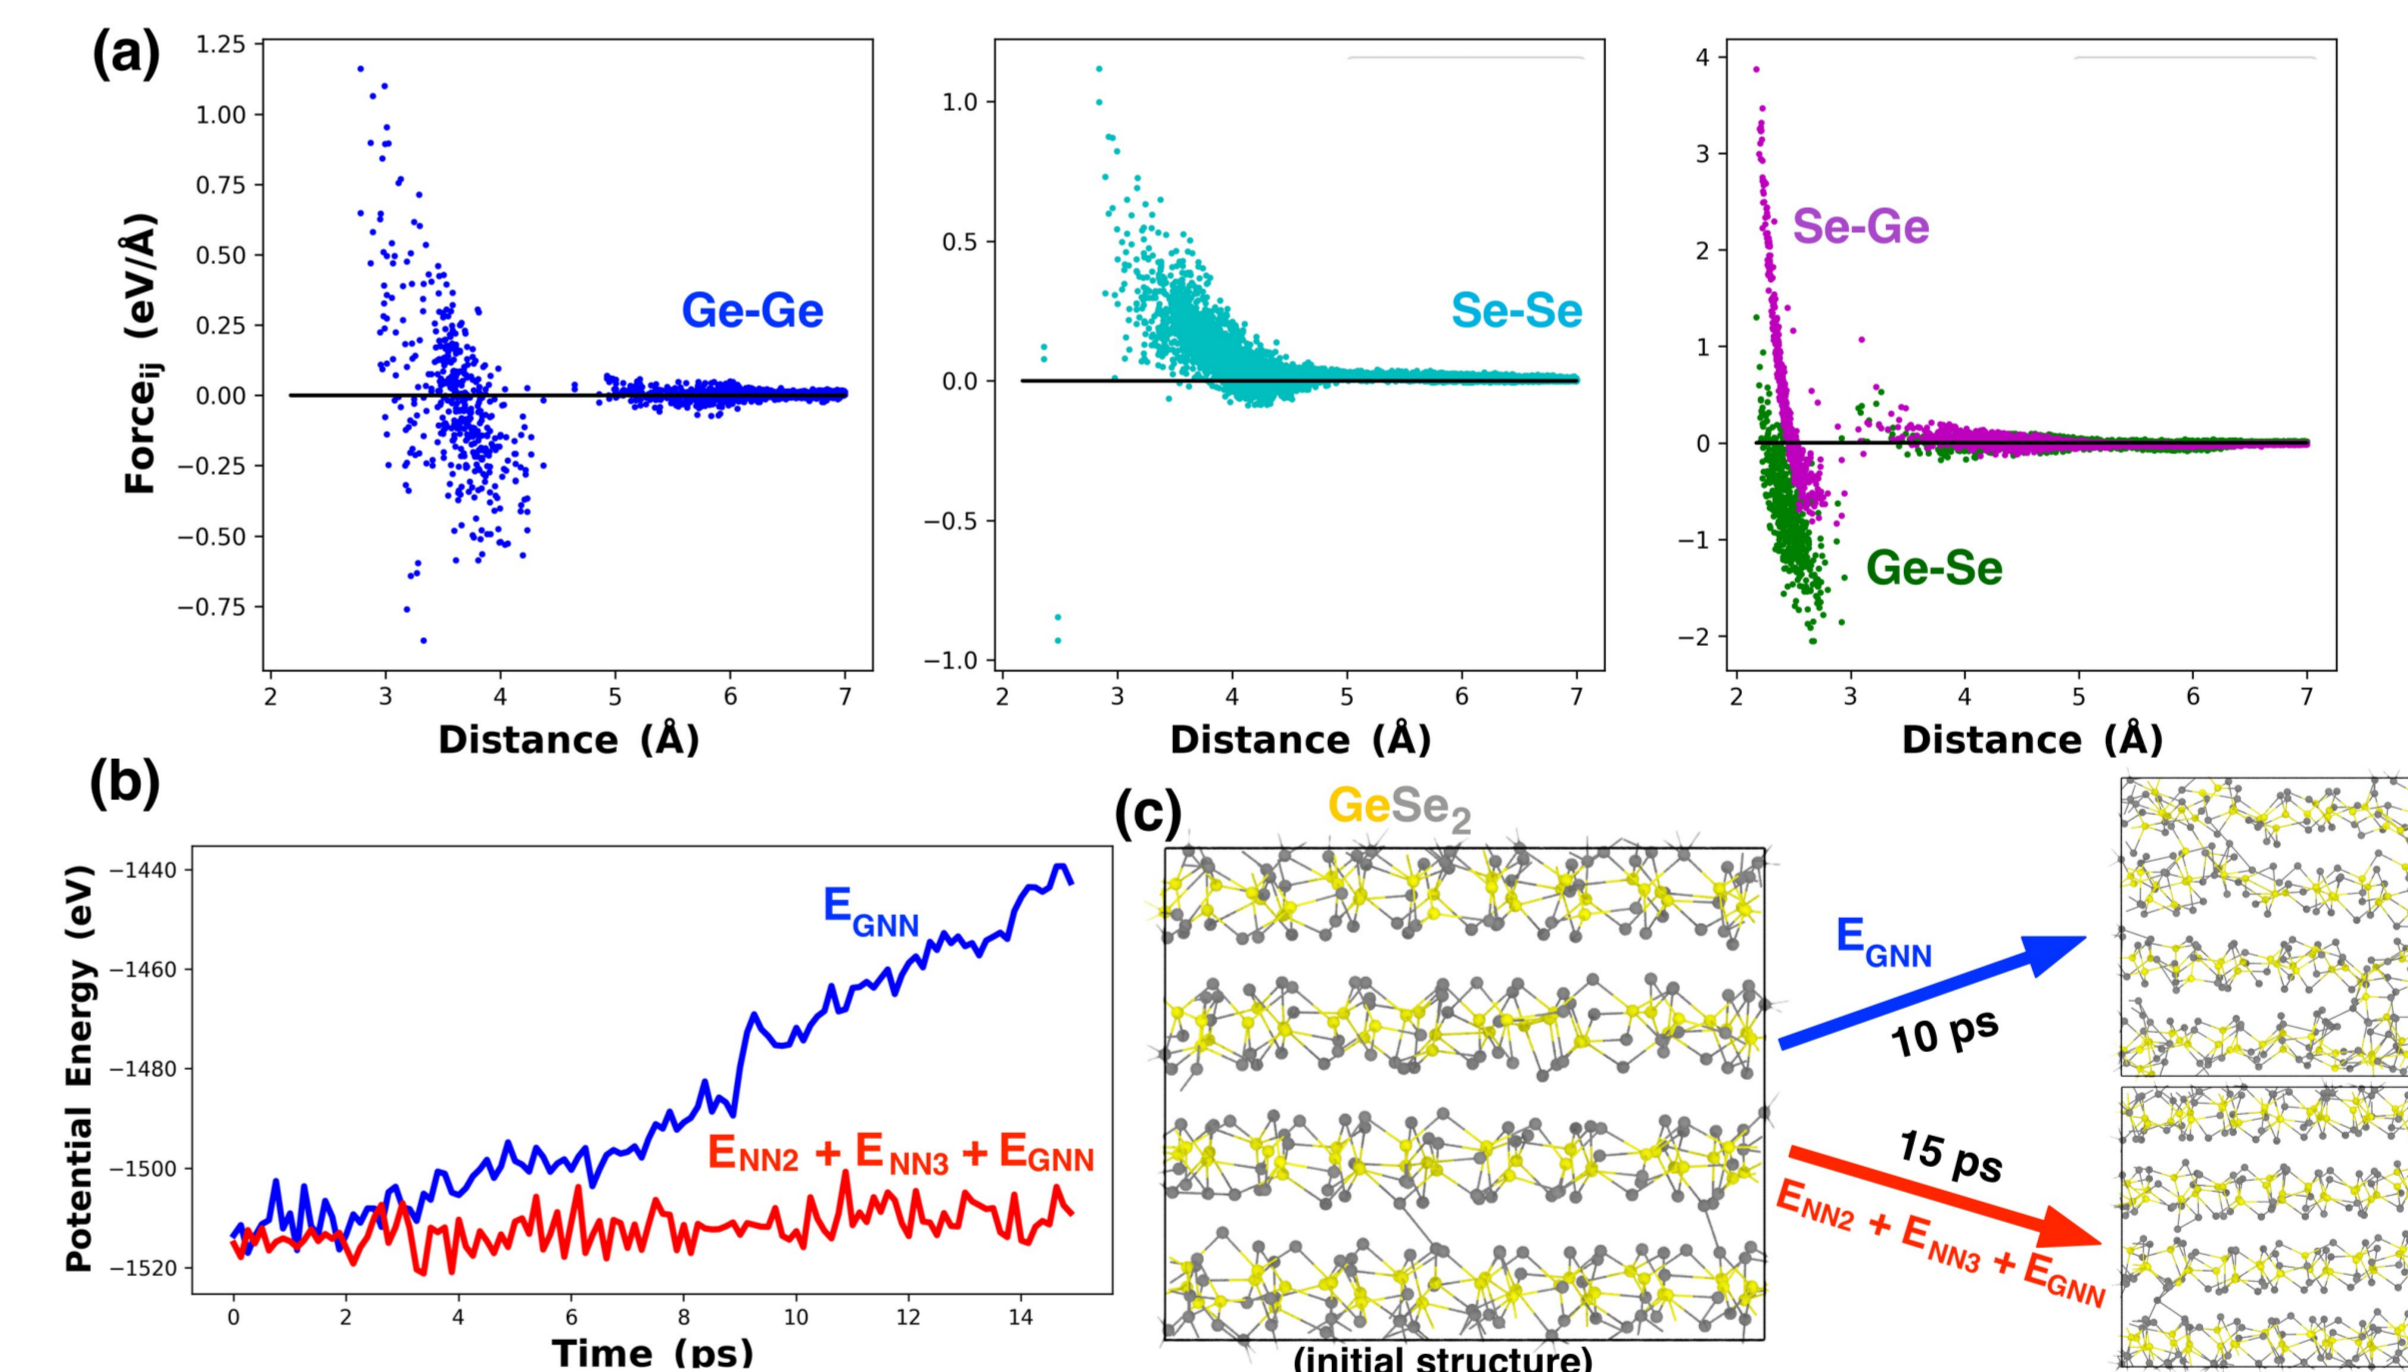 (a)
Force_ij (eV/Å)
1.25
1.00
0.75
0.50
0.25
0.00
−0.25
−0.50
−0.75
Ge-Ge
2 3 4 5 6 7
Distance (Å)
1.0
0.5
0.0
−0.5
−1.0
Se-Se
2 3 4 5 6 7
Distance (Å)
4
3
2
1
0
−1
−2
Se-Ge
Ge-Se
2 3 4 5 6 7
Distance (Å)
(b)
Potential Energy (eV)
−1440
−1460
−1480
−1500
−1520
E_GNN
E_NN2 + E_NN3 + E_GNN
0 2 4 6 8 10 12 14
Time (ps)
(c)
GeSe_2
(initial structure)
E_GNN
10 ps
15 ps
E_NN2 + E_NN3 + E_GNN